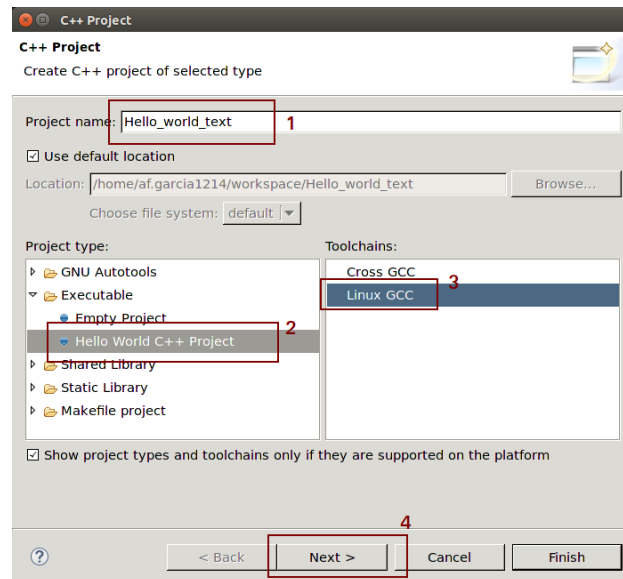 C++ Project
C++ Project
Create C++ project of selected type
Project name: Hello_world_text 1
Use default location
Location: /home/af.garcia1214/workspace/Hello_world_text Browse...
Choose file system: default
Project type: Toolchains:
GNU Autotools Cross GCC
3
Executable Linux GCC
Empty Project
2
Hello World C++ Project
Shared Library
Static Library
Makefile project
Show project types and toolchains only if they are supported on the platform
4
? < Back Next > Cancel Finish